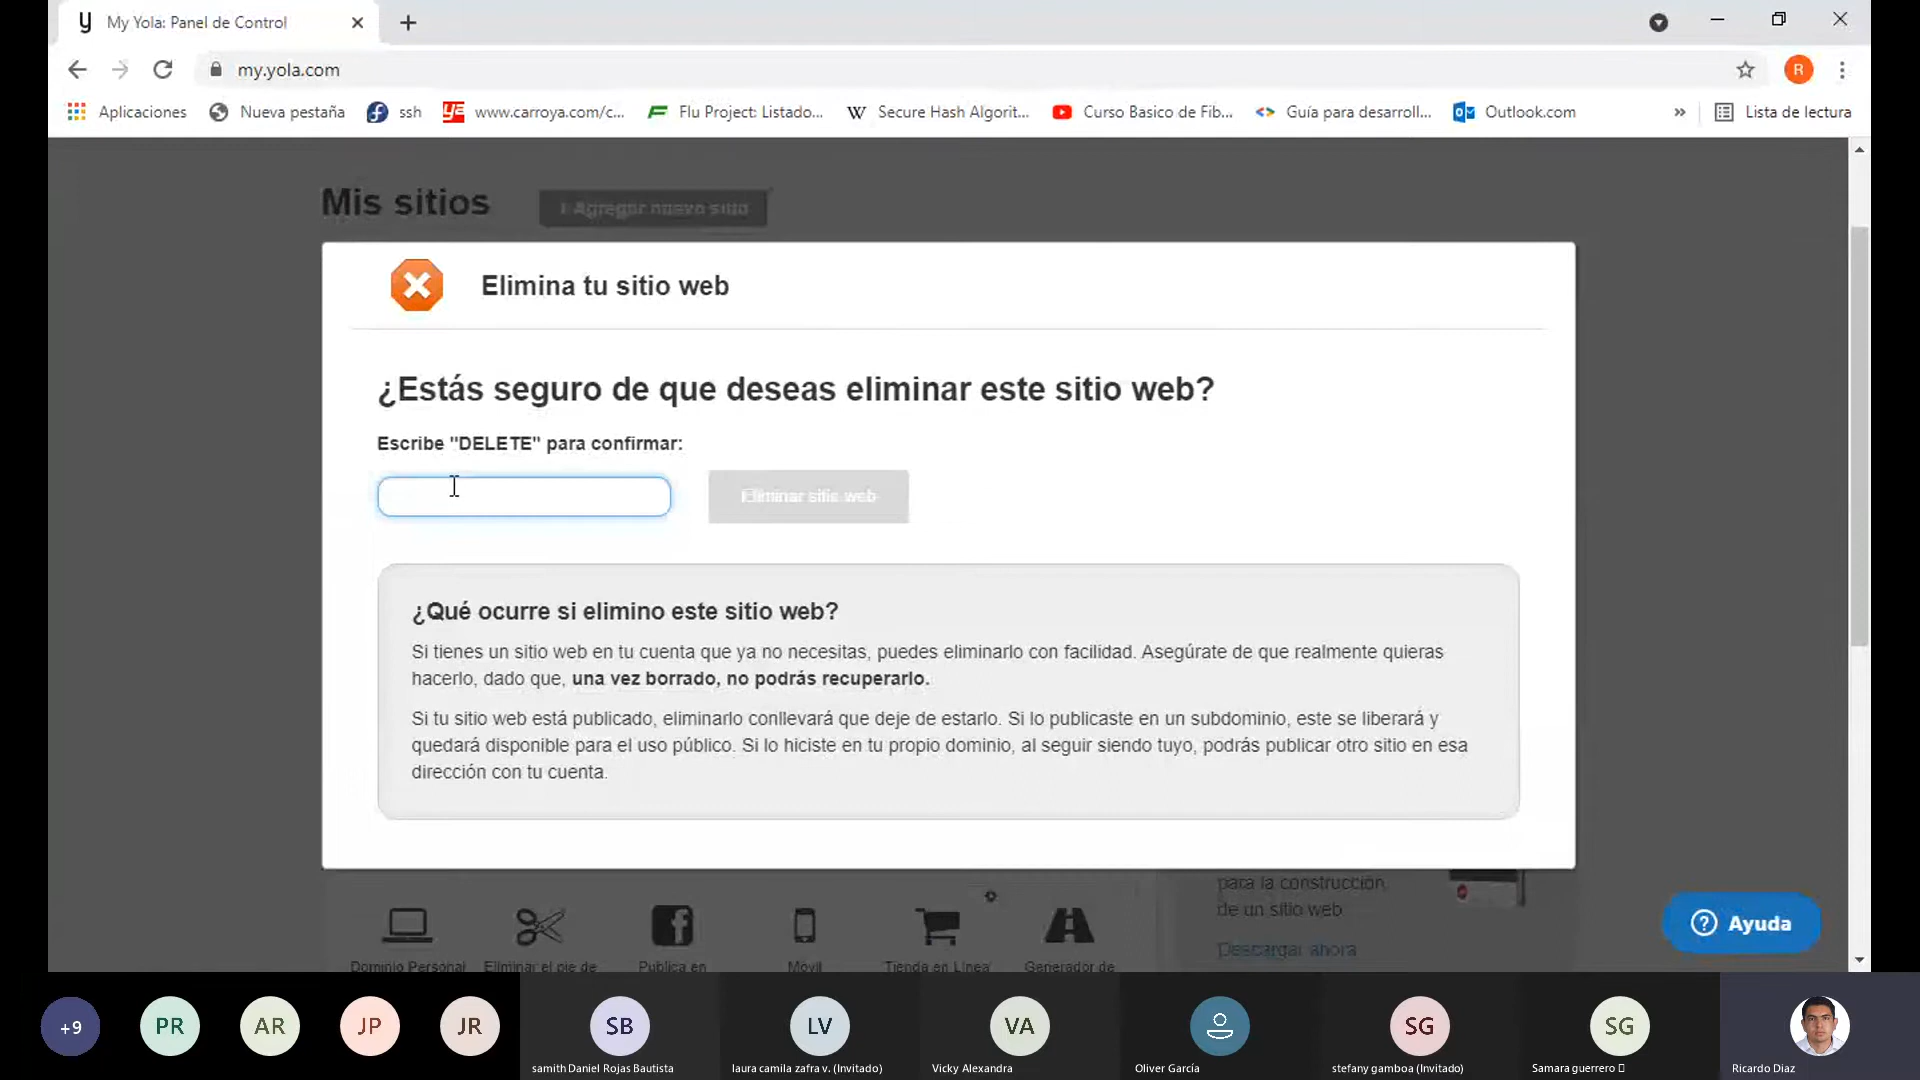 My Yola: Panel de Control
my.yola.com
R
Aplicaciones
Nueva pestaña
ssh
www.carroya.com/c...
Flu Project: Listado...
W Secure Hash Algorit...
Curso Basico de Fib...
Guía para desarroll...
Outlook.com
»
Lista de lectura
Mis sitios
+ Agregar nuevo sitio
Elimina tu sitio web
¿Estás seguro de que deseas eliminar este sitio web?
Escribe "DELETE" para confirmar:
Eliminar sitio web
¿Qué ocurre si elimino este sitio web?
Si tienes un sitio web en tu cuenta que ya no necesitas, puedes eliminarlo con facilidad. Asegúrate de que realmente quieras
hacerlo, dado que, una vez borrado, no podrás recuperarlo.
Si tu sitio web está publicado, eliminarlo conllevará que deje de estarlo. Si lo publicaste en un subdominio, este se liberará y
quedará disponible para el uso público. Si lo hiciste en tu propio dominio, al seguir siendo tuyo, podrás publicar otro sitio en esa
dirección con tu cuenta.
para la construcción
de un sitio web
Descargar ahora
Dominio Personal
Eliminar el pie de
Publica en
Móvil
Tienda en Línea
Generador de
Ayuda
+9
PR
AR
JP
JR
SB
LV
VA
SG
SG
samith Daniel Rojas Bautista
laura camila zafra v. (Invitado)
Vicky Alexandra
Oliver García
stefany gamboa (Invitado)
Samara guerrero
Ricardo Diaz